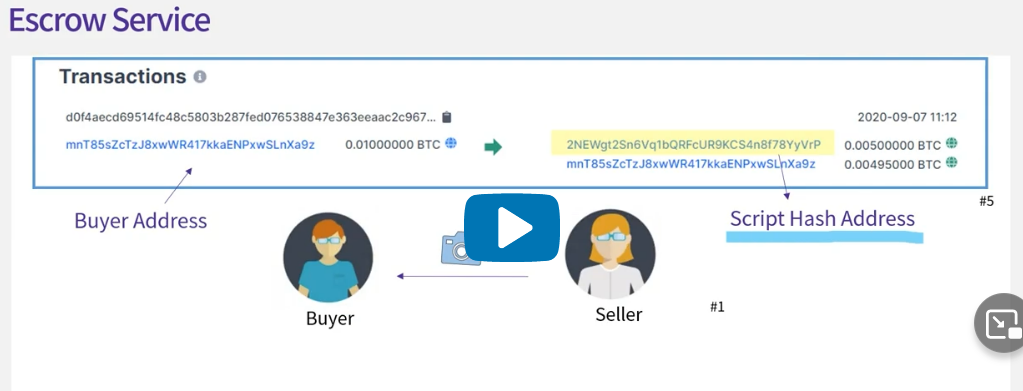 Escrow Service
Transactions
d0f4aecd69514fc48c5803b287fed076538847e363eeaac2c967... 2020-09-07 11:12
mnT85sZcTzJ8xwWR417kkaENPxwSLnXa9z 0.01000000 BTC 2NEWgt2Sn6Vq1bQRFcUR9KCS4n8f78YyVrP 0.00500000 BTC
mnT85sZcTzJ8xwWR417kkaENPxwSLnXa9z 0.00495000 BTC
#5
Buyer Address Script Hash Address
Buyer Seller #1